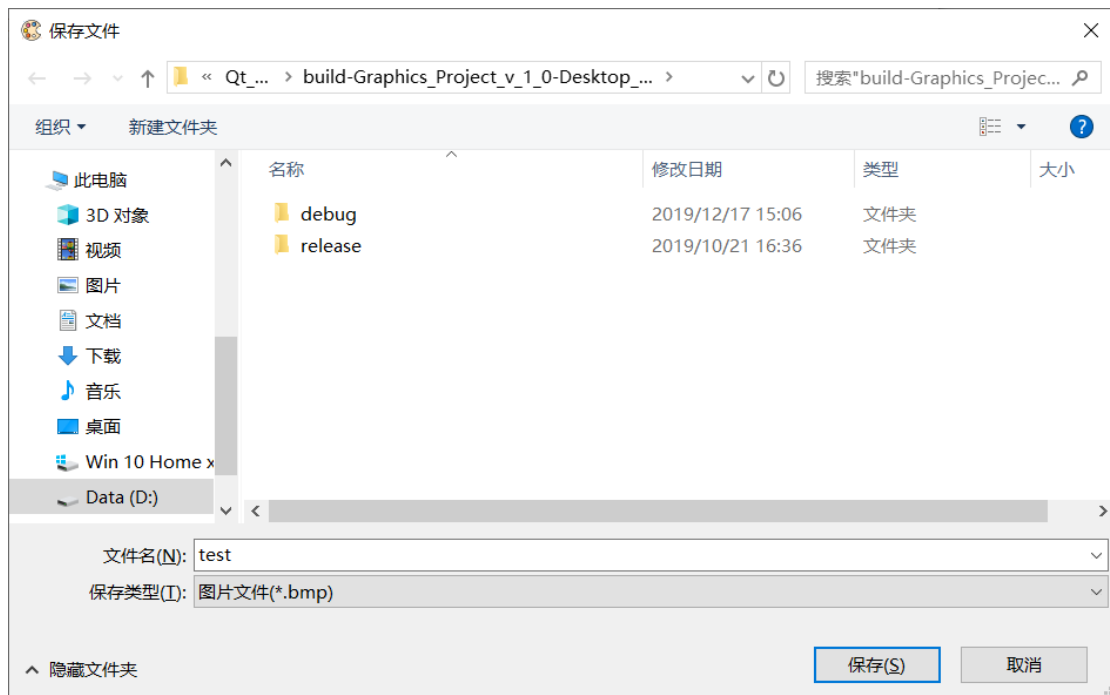 保存文件
« Qt_... > build-Graphics_Project_v_1_0-Desktop_... >
搜索"build-Graphics_Projec...
组织
新建文件夹
此电脑
3D 对象
视频
图片
文档
下载
音乐
桌面
Win 10 Home x
Data (D:)
名称 修改日期 类型 大小
debug 2019/12/17 15:06 文件夹
release 2019/10/21 16:36 文件夹
文件名(N): test
保存类型(T): 图片文件(*.bmp)
隐藏文件夹
保存(S) 取消